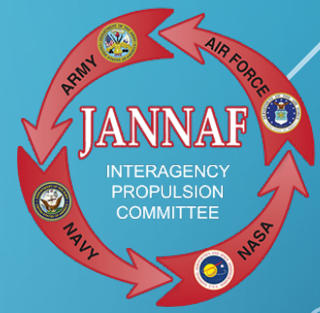 ARMY
AIR FORCE
JANNAF
INTERAGENCY
PROPULSION
COMMITTEE
NAVY
NASA